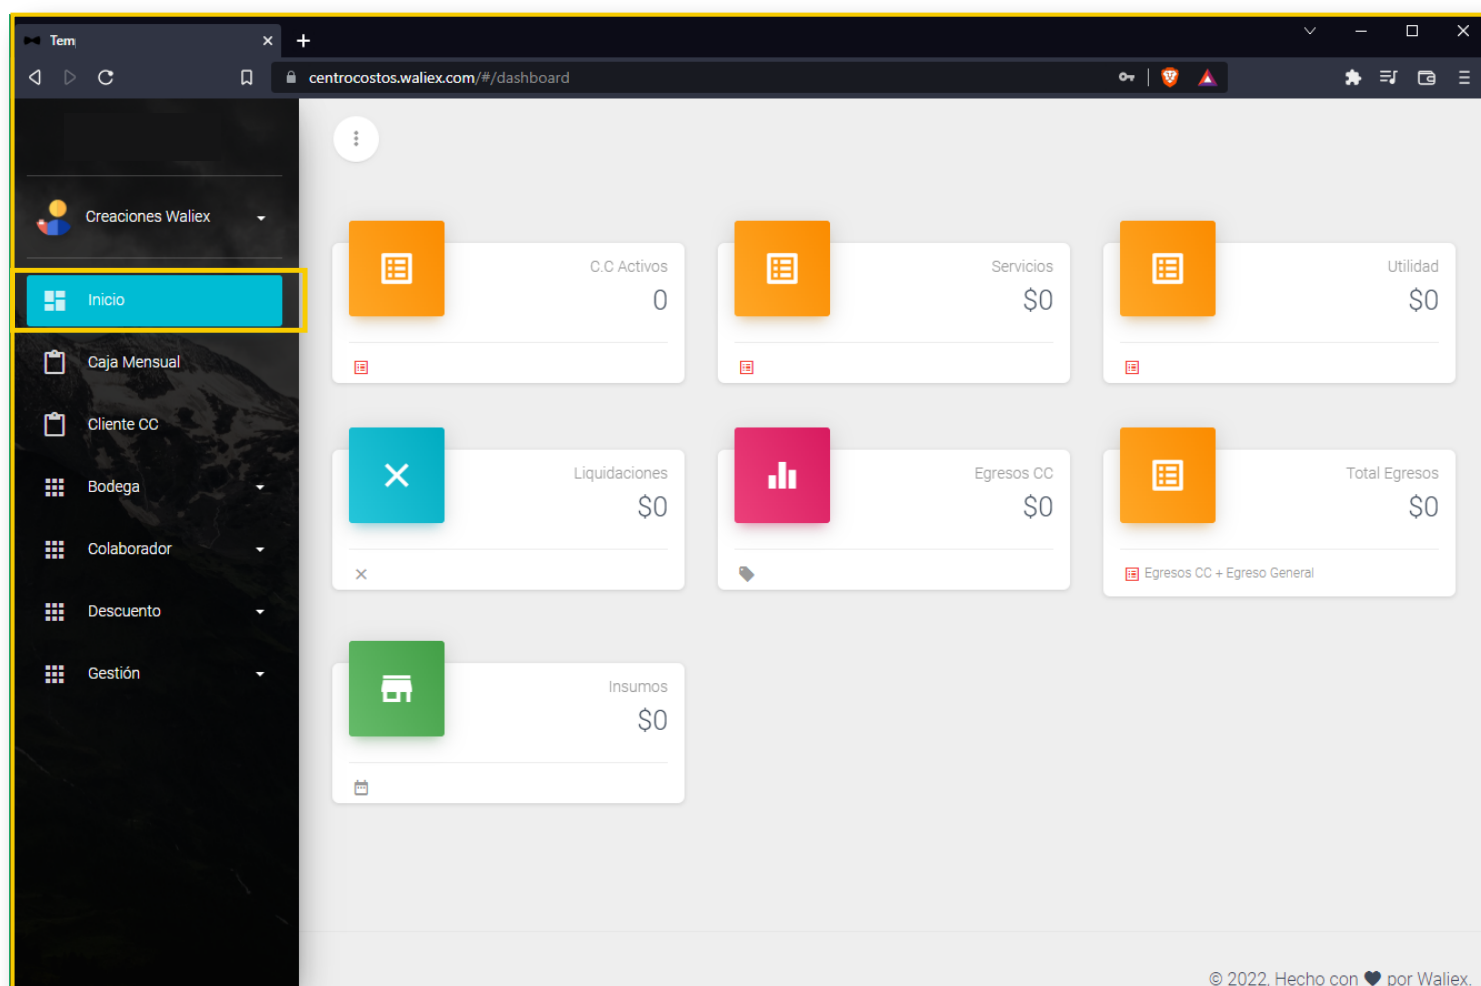 Tem
centrocostos.waliex.com/#/dashboard
Creaciones Waliex
Inicio
Caja Mensual
Cliente CC
Bodega
Colaborador
Descuento
Gestión
C.C Activos
0
Servicios
$0
Utilidad
$0
Liquidaciones
$0
Egresos CC
$0
Total Egresos
$0
Egresos CC + Egreso General
Insumos
$0
© 2022, Hecho con ♥ por Waliex.